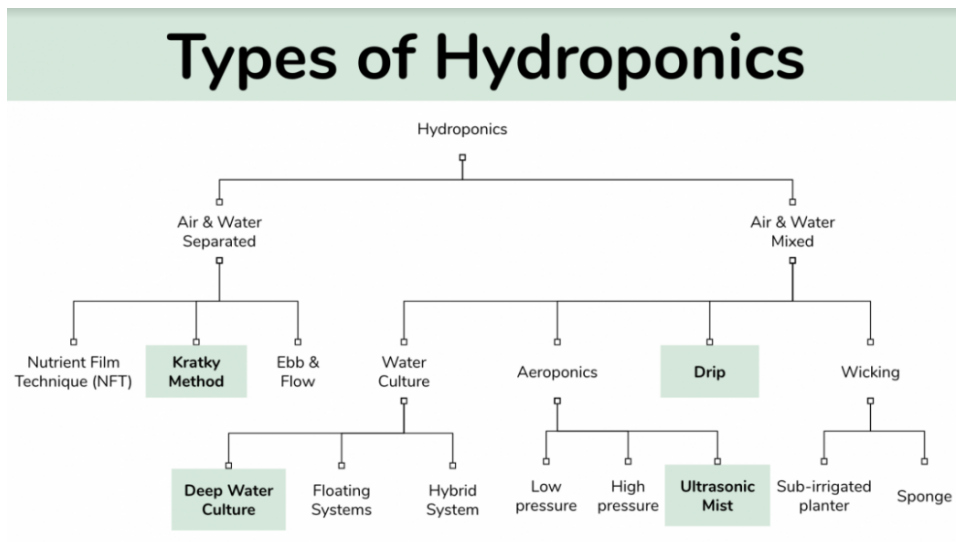 Types of Hydroponics
Hydroponics
Air & Water
Separated
Air & Water
Mixed
Nutrient Film
Technique (NFT)
Kratky
Method
Ebb &
Flow
Water
Culture
Aeroponics
Drip
Wicking
Deep Water
Culture
Floating
Systems
Hybrid
System
Low
pressure
High
pressure
Ultrasonic
Mist
Sub-irrigated
planter
Sponge